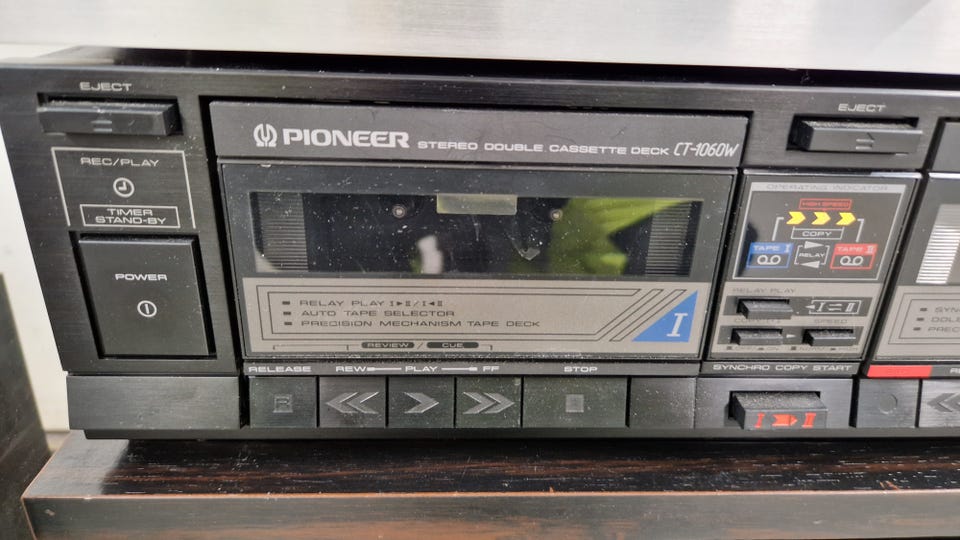 EJECT
REC/PLAY
TIMER
STAND-BY
POWER
PIONEER STEREO DOUBLE CASSETTE DECK CT-1060W
RELAY PLAY I►II/I◄II
AUTO TAPE SELECTOR
PRECISION MECHANISM TAPE DECK
I
REVIEW / CUE
RELEASE REW PLAY FF STOP
EJECT
OPERATING INDICATOR
HIGH SPEED
COPY
TAPE I RELAY TAPE II
RELAY PLAY
I II
SPEED
SYNCHRO COPY START
I II